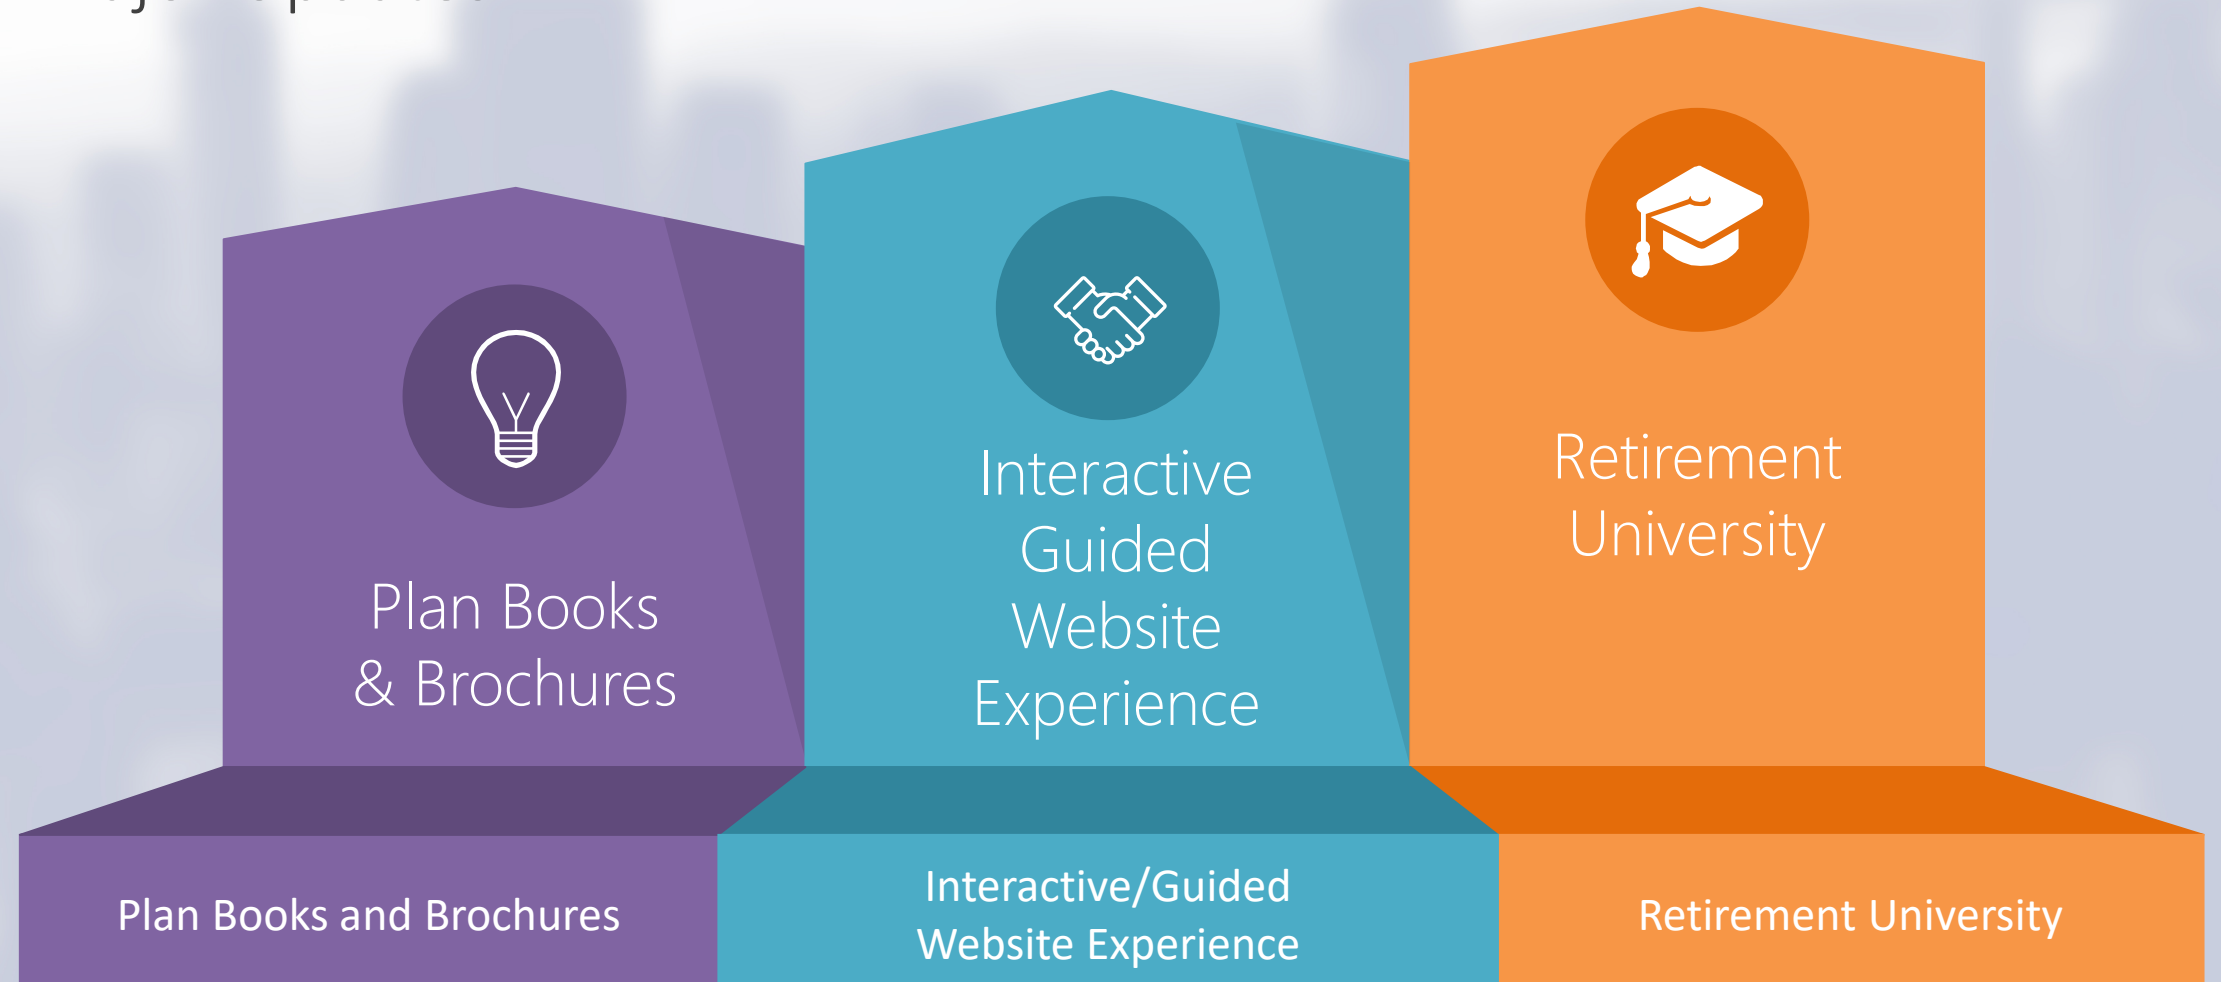 Plan Books
& Brochures
Interactive
Guided
Website
Experience
Retirement
University
Plan Books and Brochures
Interactive/Guided
Website Experience
Retirement University